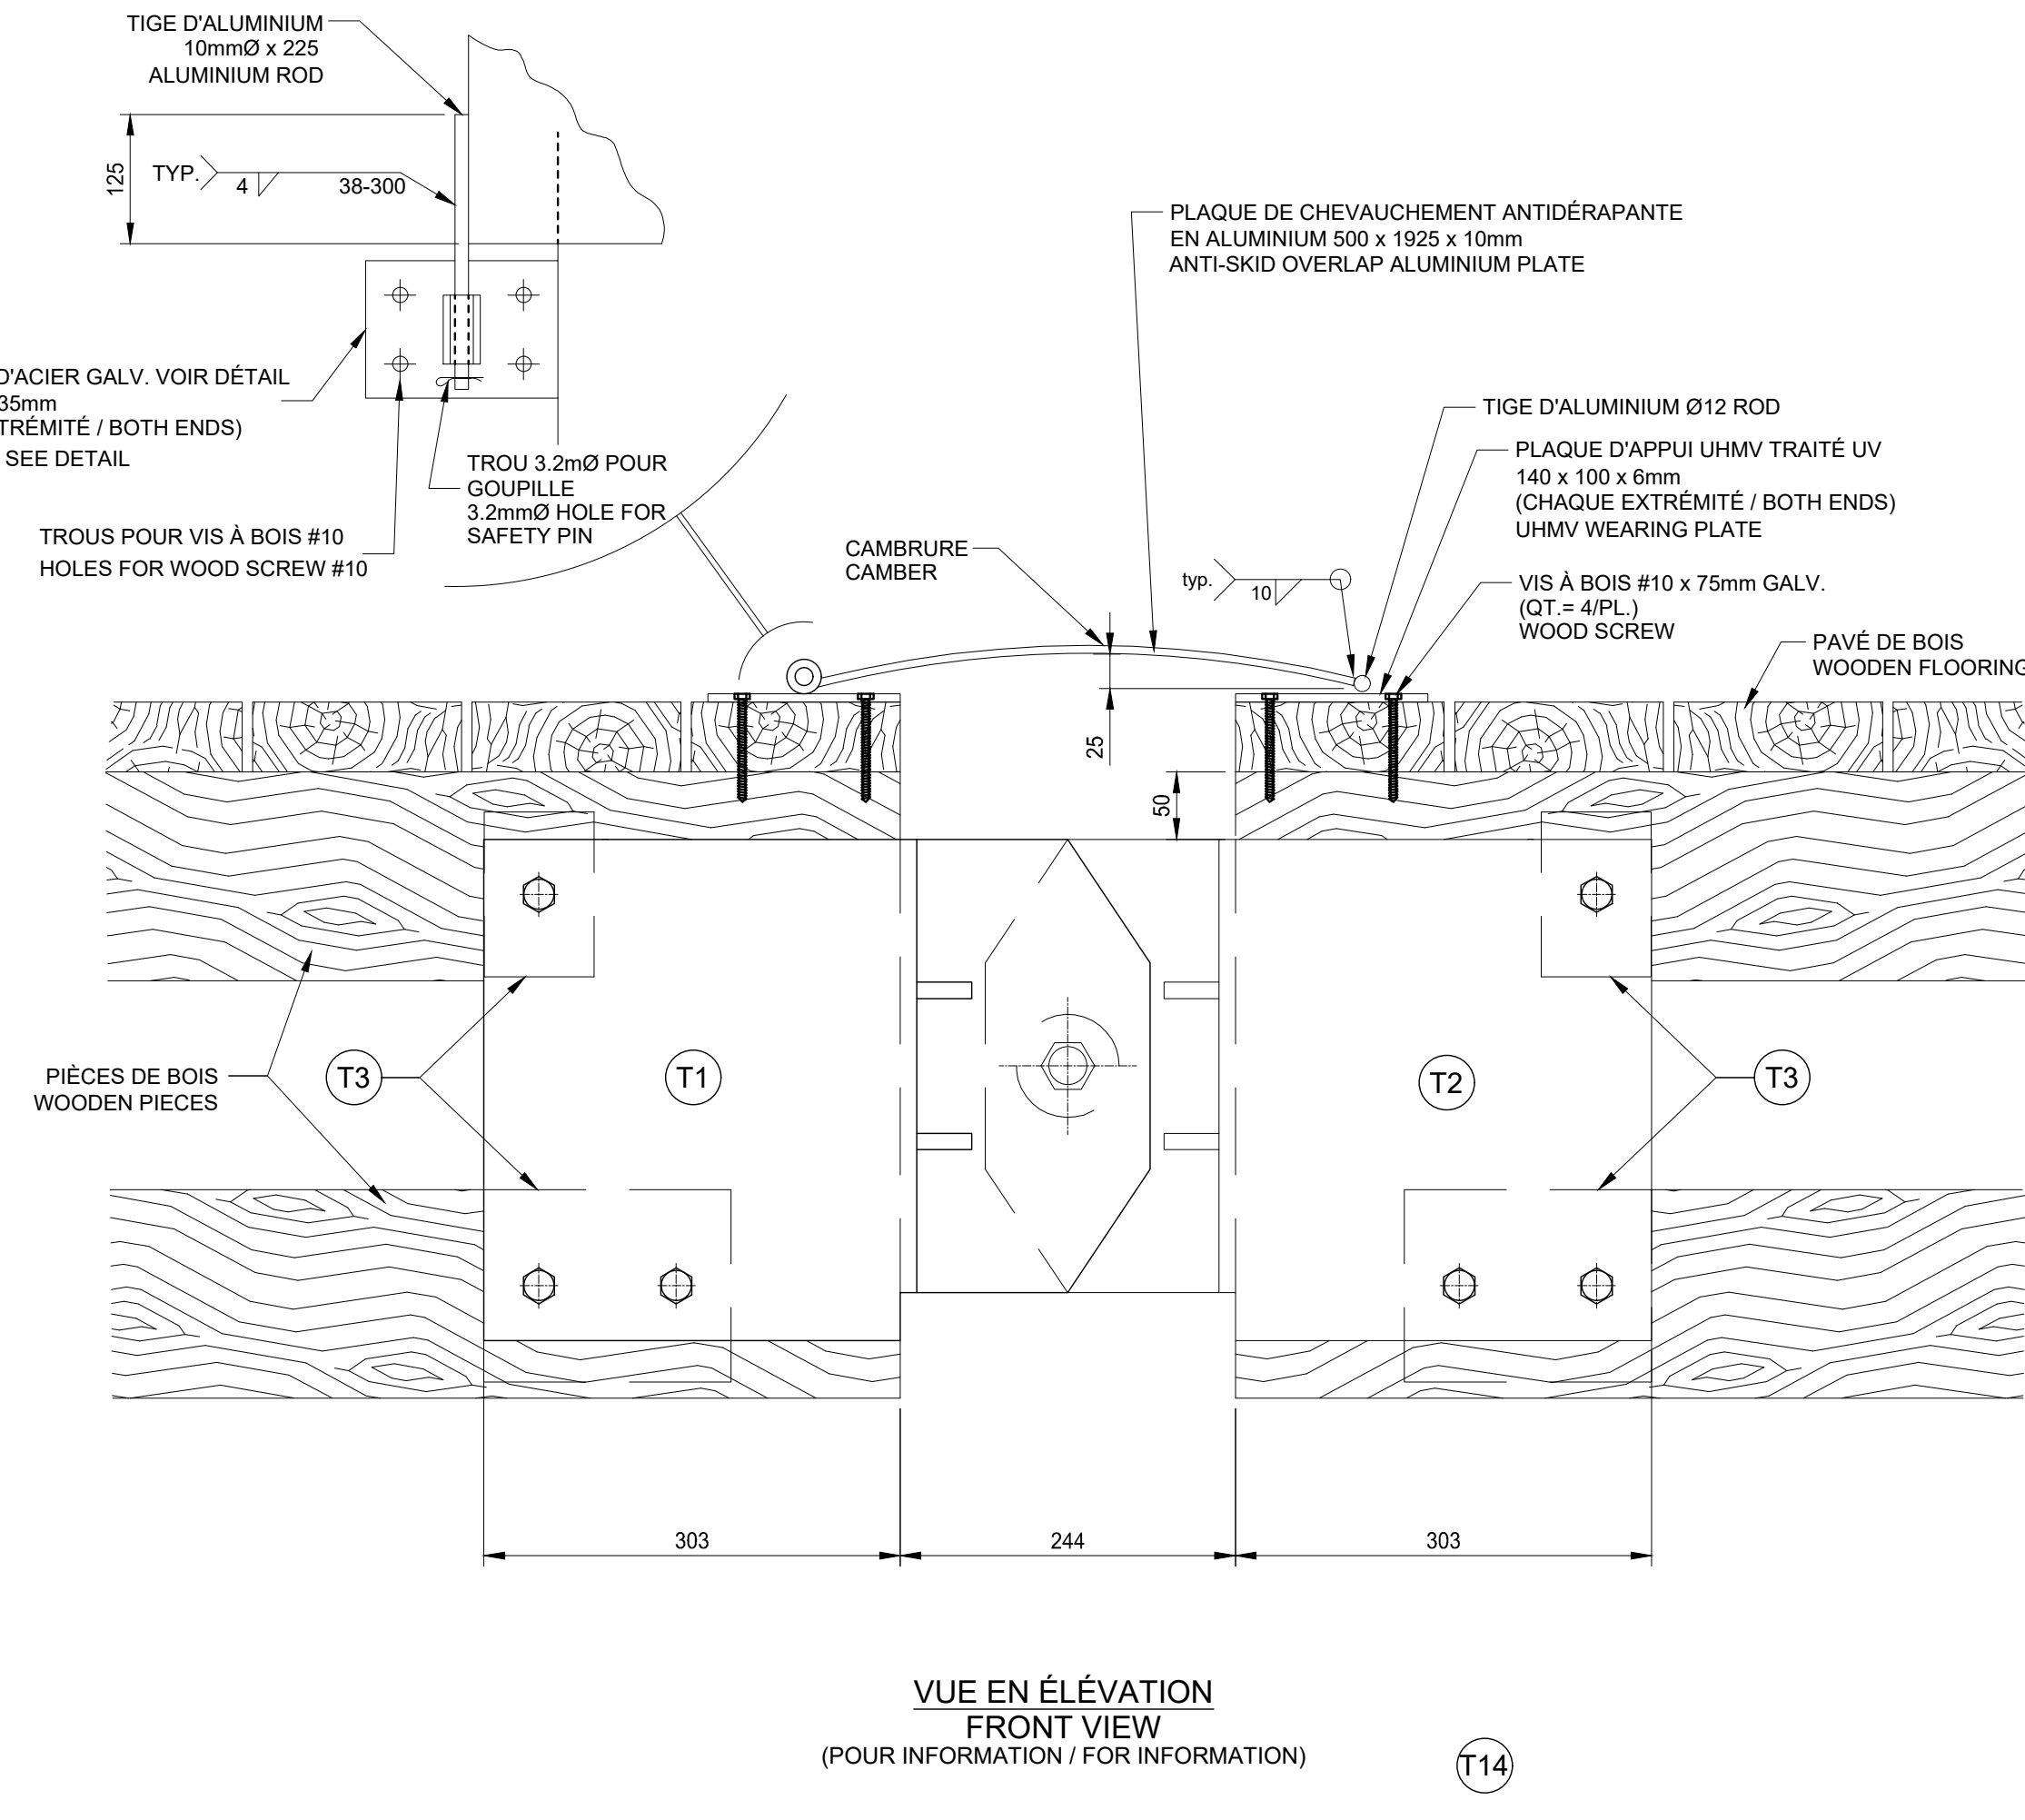 TIGE D'ALUMINIUM
10mmØ x 225
ALUMINIUM ROD
125
TYP.
4
38-300
D'ACIER GALV. VOIR DÉTAIL
35mm
TRÉMITÉ / BOTH ENDS)
SEE DETAIL
TROUS POUR VIS À BOIS #10
HOLES FOR WOOD SCREW #10
TROU 3.2mØ POUR
GOUPILLE
3.2mmØ HOLE FOR
SAFETY PIN
PLAQUE DE CHEVAUCHEMENT ANTIDÉRAPANTE
EN ALUMINIUM 500 x 1925 x 10mm
ANTI-SKID OVERLAP ALUMINIUM PLATE
TIGE D'ALUMINIUM Ø12 ROD
PLAQUE D'APPUI UHMV TRAITÉ UV
140 x 100 x 6mm
(CHAQUE EXTRÉMITÉ / BOTH ENDS)
UHMV WEARING PLATE
CAMBRURE
CAMBER
typ.
10
VIS À BOIS #10 x 75mm GALV.
(QT.= 4/PL.)
WOOD SCREW
PAVÉ DE BOIS
WOODEN FLOORING
25
50
PIÈCES DE BOIS
WOODEN PIECES
T3
T1
T2
T3
303
244
303
VUE EN ÉLÉVATION
FRONT VIEW
(POUR INFORMATION / FOR INFORMATION)
T14